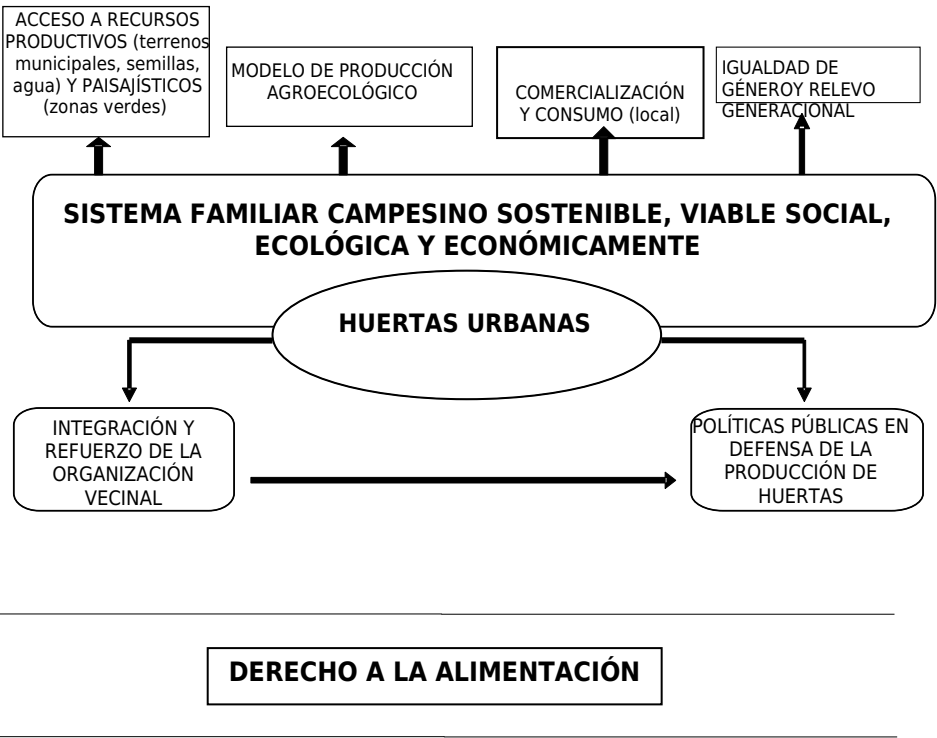 ACCESO A RECURSOS
PRODUCTIVOS (terrenos
municipales, semillas,
agua) Y PAISAJÍSTICOS
(zonas verdes)
MODELO DE PRODUCCIÓN
AGROECOLÓGICO
COMERCIALIZACIÓN
Y CONSUMO (local)
IGUALDAD DE
GÉNEROY RELEVO
GENERACIONAL
SISTEMA FAMILIAR CAMPESINO SOSTENIBLE, VIABLE SOCIAL,
ECOLÓGICA Y ECONÓMICAMENTE
HUERTAS URBANAS
INTEGRACIÓN Y
REFUERZO DE LA
ORGANIZACIÓN
VECINAL
POLÍTICAS PÚBLICAS EN
DEFENSA DE LA
PRODUCCIÓN DE
HUERTAS
DERECHO A LA ALIMENTACIÓN